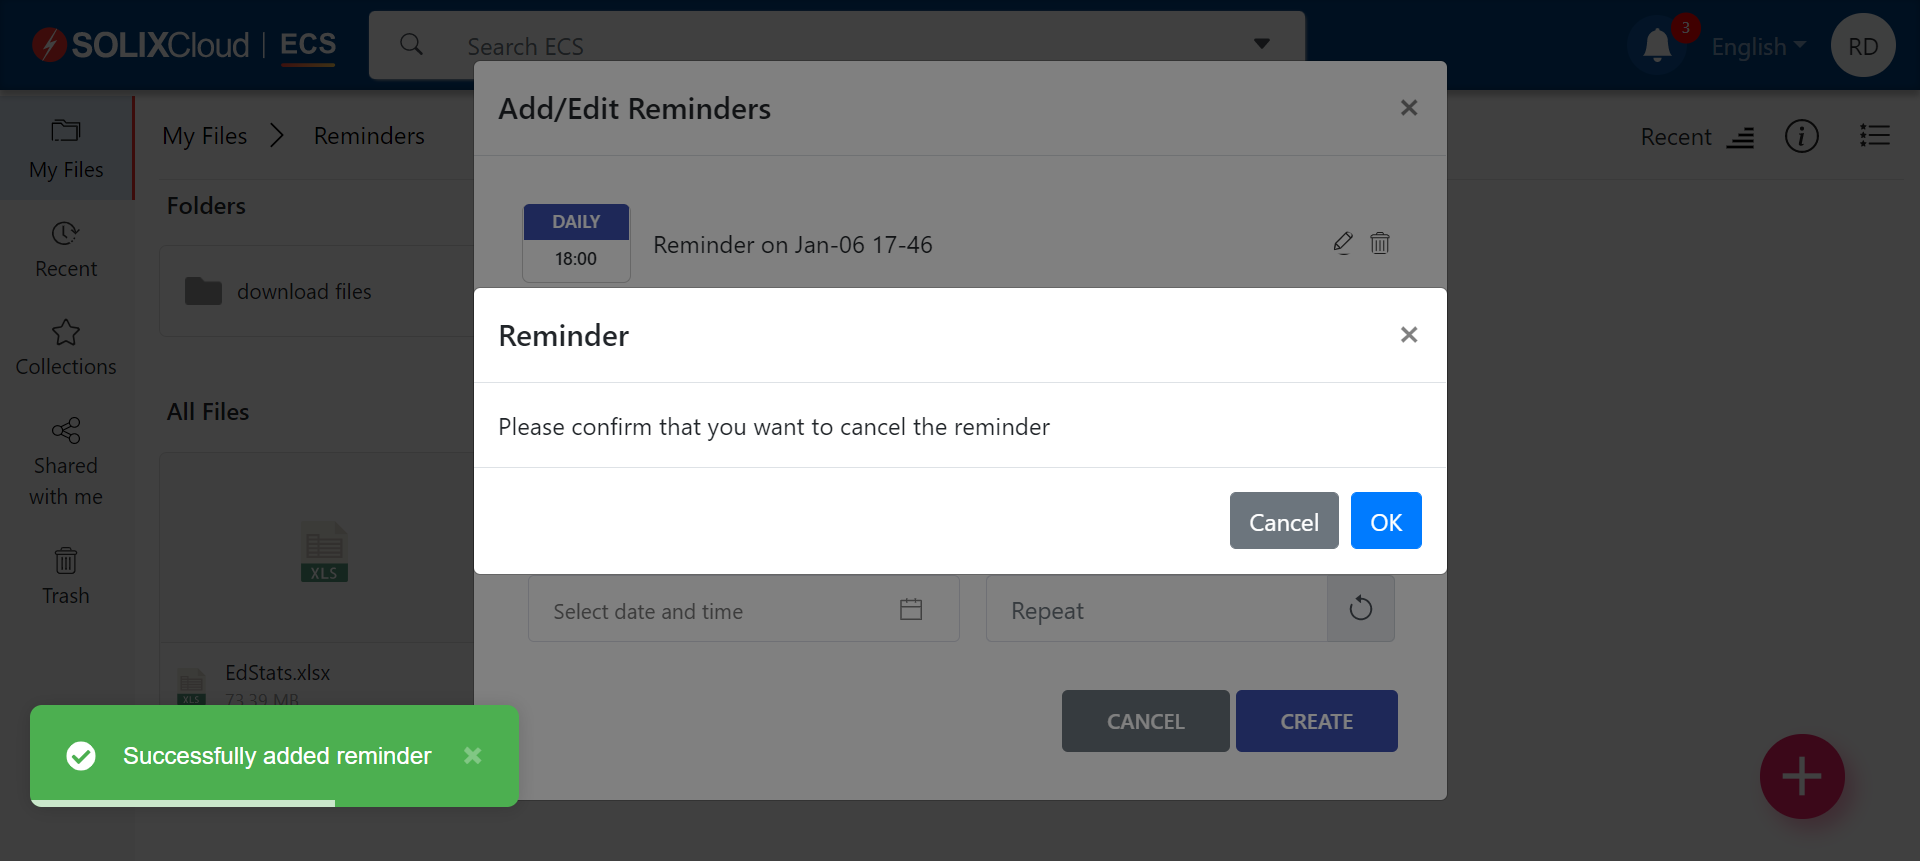 SOLIXCloud | ECS
Search ECS
3
English
RD
My Files
Recent
Collections
Shared
with me
Trash
My Files
Reminders
Recent
Folders
download files
All Files
XLS
XLS
EdStats.xlsx
73.39 MB
Add/Edit Reminders
DAILY
18:00
Reminder on Jan-06 17-46
Reminder
Please confirm that you want to cancel the reminder
Cancel
OK
Select date and time
Repeat
CANCEL
CREATE
Successfully added reminder